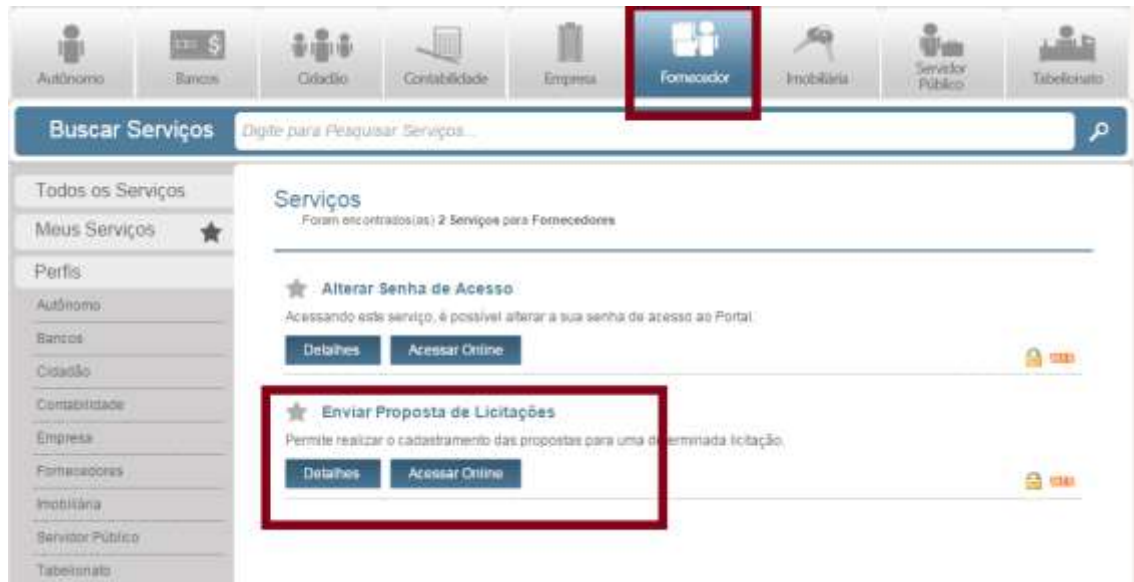 Autônomo
Bancos
Cidadão
Contabilidade
Empresa
Fornecedor
Imobiliária
Servidor
Público
Tabelionato
Buscar Serviços
Digite para Pesquisar Serviços...
Todos os Serviços
Meus Serviços
Perfis
Autônomo
Bancos
Cidadão
Contabilidade
Empresa
Fornecedores
Imobiliária
Servidor Público
Tabelionato
Serviços
Foram encontrados(as) 2 Serviços para Fornecedores
Alterar Senha de Acesso
Acessando este serviço, é possível alterar a sua senha de acesso ao Portal.
Detalhes
Acessar Online
Enviar Proposta de Licitações
Permite realizar o cadastramento das propostas para uma determinada licitação.
Detalhes
Acessar Online